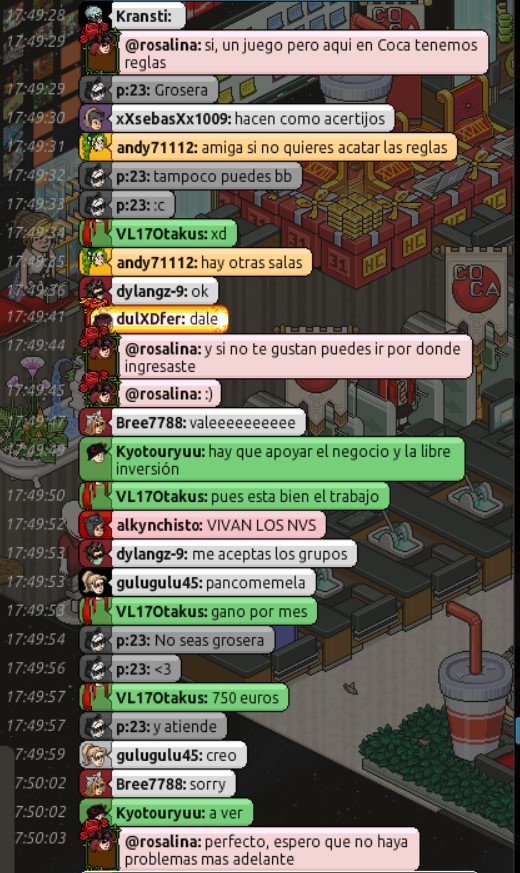 17:49:28 Kransti:
17:49:29 @rosalina: si, un juego pero aqui en Coca tenemos
reglas
17:49:29 p:23: Grosera
17:49:30 xXsebasXx1009: hacen como acertijos
17:49:31 andy71112: amiga si no quieres acatar las reglas
17:49:32 p:23: tampoco puedes bb
17:49:33 p:23: :c
17:49:34 VL17Otakus: xd
17:49:35 andy71112: hay otras salas
17:49:36 dylangz-9: ok
17:49:41 dulXDfer: dale
17:49:44 @rosalina: y si no te gustan puedes ir por donde
ingresaste
17:49:45 @rosalina: :)
Bree7788: valeeeeeeeeee
17:49:49 Kyotouryuu: hay que apoyar el negocio y la libre
inversión
17:49:50 VL17Otakus: pues esta bien el trabajo
17:49:52 alkynchisto: VIVAN LOS NVS
17:49:53 dylangz-9: me aceptas los grupos
17:49:53 gulugulu45: pancomemela
17:49:53 VL17Otakus: gano por mes
17:49:54 p:23: No seas grosera
17:49:56 p:23: <3
17:49:57 VL17Otakus: 750 euros
17:49:57 p:23: y atiende
17:49:59 gulugulu45: creo
7:50:02 Bree7788: sorry
7:50:02 Kyotouryuu: a ver
7:50:03 @rosalina: perfecto, espero que no haya
problemas mas adelante
CO
CA
XVIII
XVIII
31
31
HC
HC
CO
CA